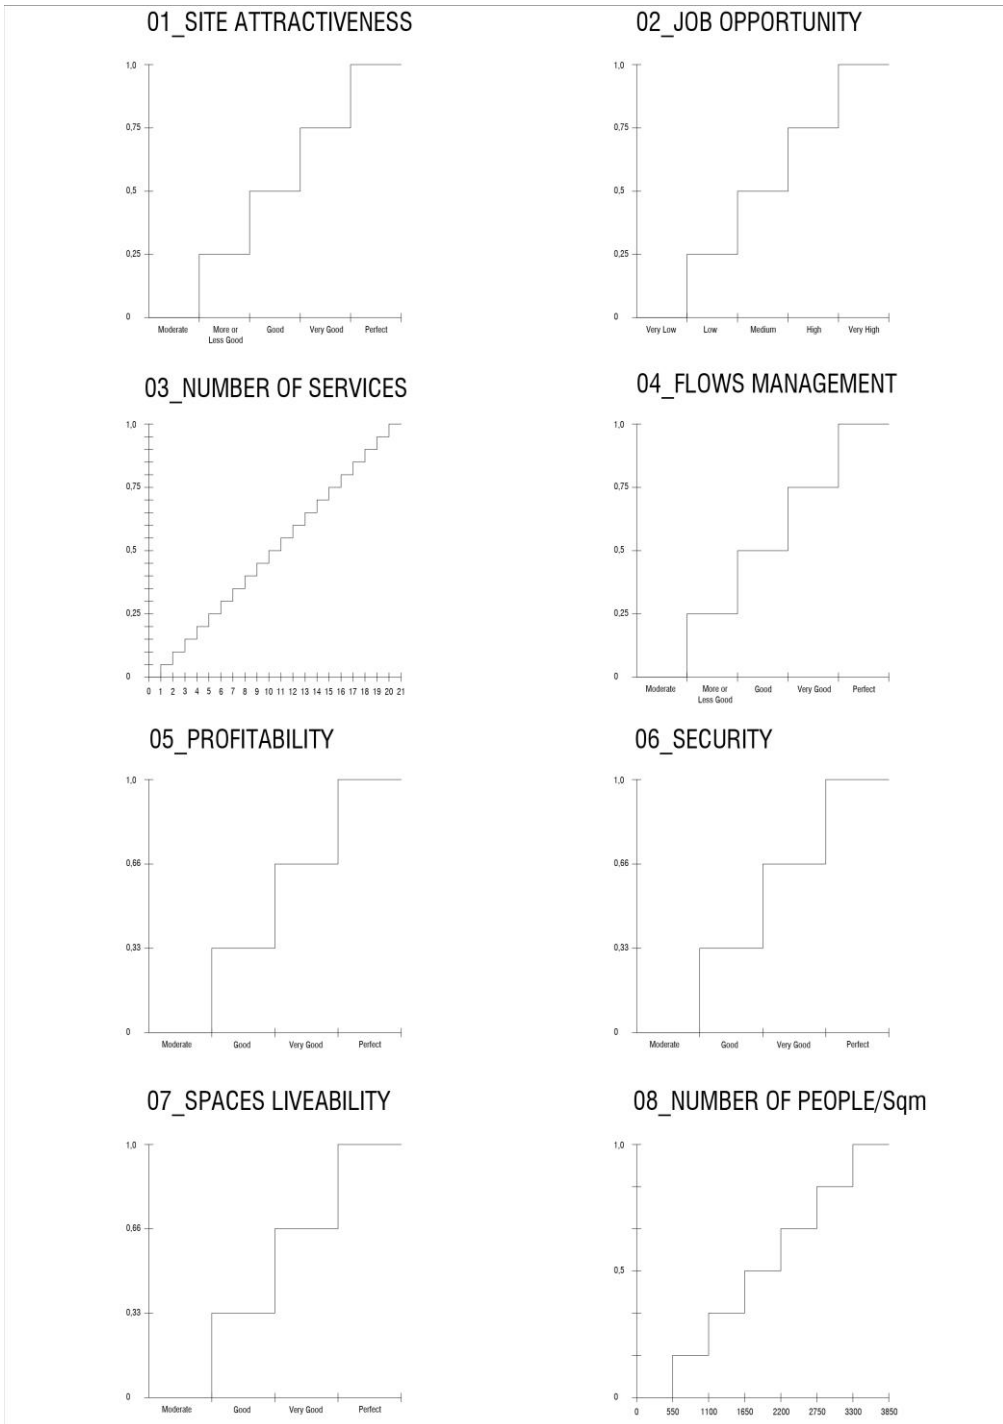 01_SITE ATTRACTIVENESS
1,0
0,75
0,5
0,25
0
Moderate
More or
Less Good
Good
Very Good
Perfect
02_JOB OPPORTUNITY
1,0
0,75
0,5
0,25
0
Very Low
Low
Medium
High
Very High
03_NUMBER OF SERVICES
1,0
0,75
0,5
0,25
0
0 1 2 3 4 5 6 7 8 9 10 11 12 13 14 15 16 17 18 19 20 21
04_FLOWS MANAGEMENT
1,0
0,75
0,5
0,25
0
Moderate
More or
Less Good
Good
Very Good
Perfect
05_PROFITABILITY
1,0
0,66
0,33
0
Moderate Good Very Good Perfect
06_SECURITY
1,0
0,66
0,33
0
Moderate Good Very Good Perfect
07_SPACES LIVEABILITY
1,0
0,66
0,33
0
Moderate Good Very Good Perfect
08_NUMBER OF PEOPLE/Sqm
1,0
0,5
0
0 550 1100 1650 2200 2750 3300 3850